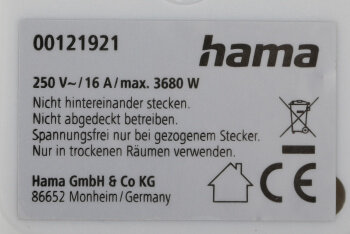 00121921 hama
250 V~/16 A/max. 3680 W
Nicht hintereinander stecken.
Nicht abgedeckt betreiben.
Spannungsfrei nur bei gezogenem Stecker.
Nur in trockenen Räumen verwenden.
Hama GmbH & Co KG
86652 Monheim/Germany
CE